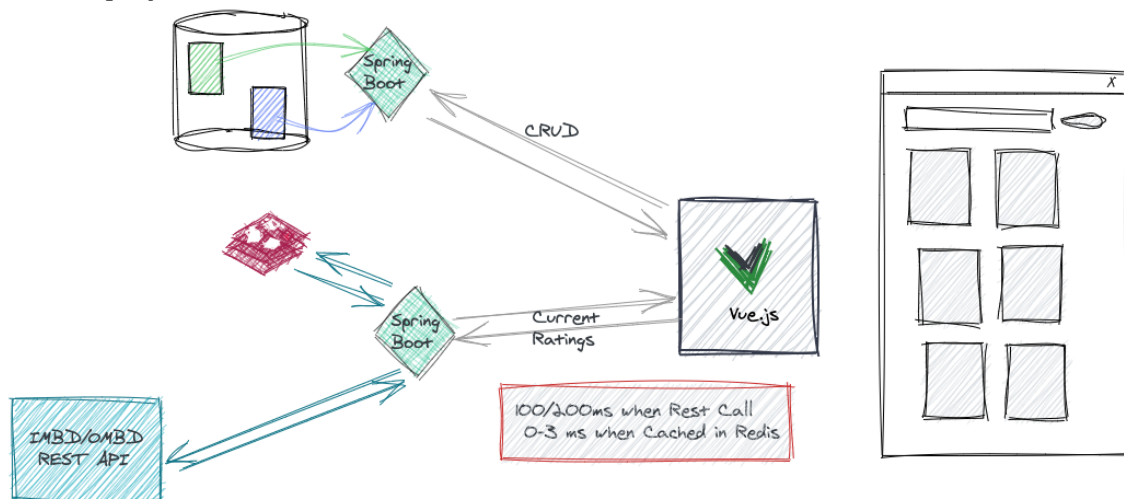 Spring
Boot
X
CRUD
Spring
Boot
Current
Ratings
Vue.js
100/200ms when Rest Call
0-3 ms when Cached in Redis
IMBD/OMBD
REST API